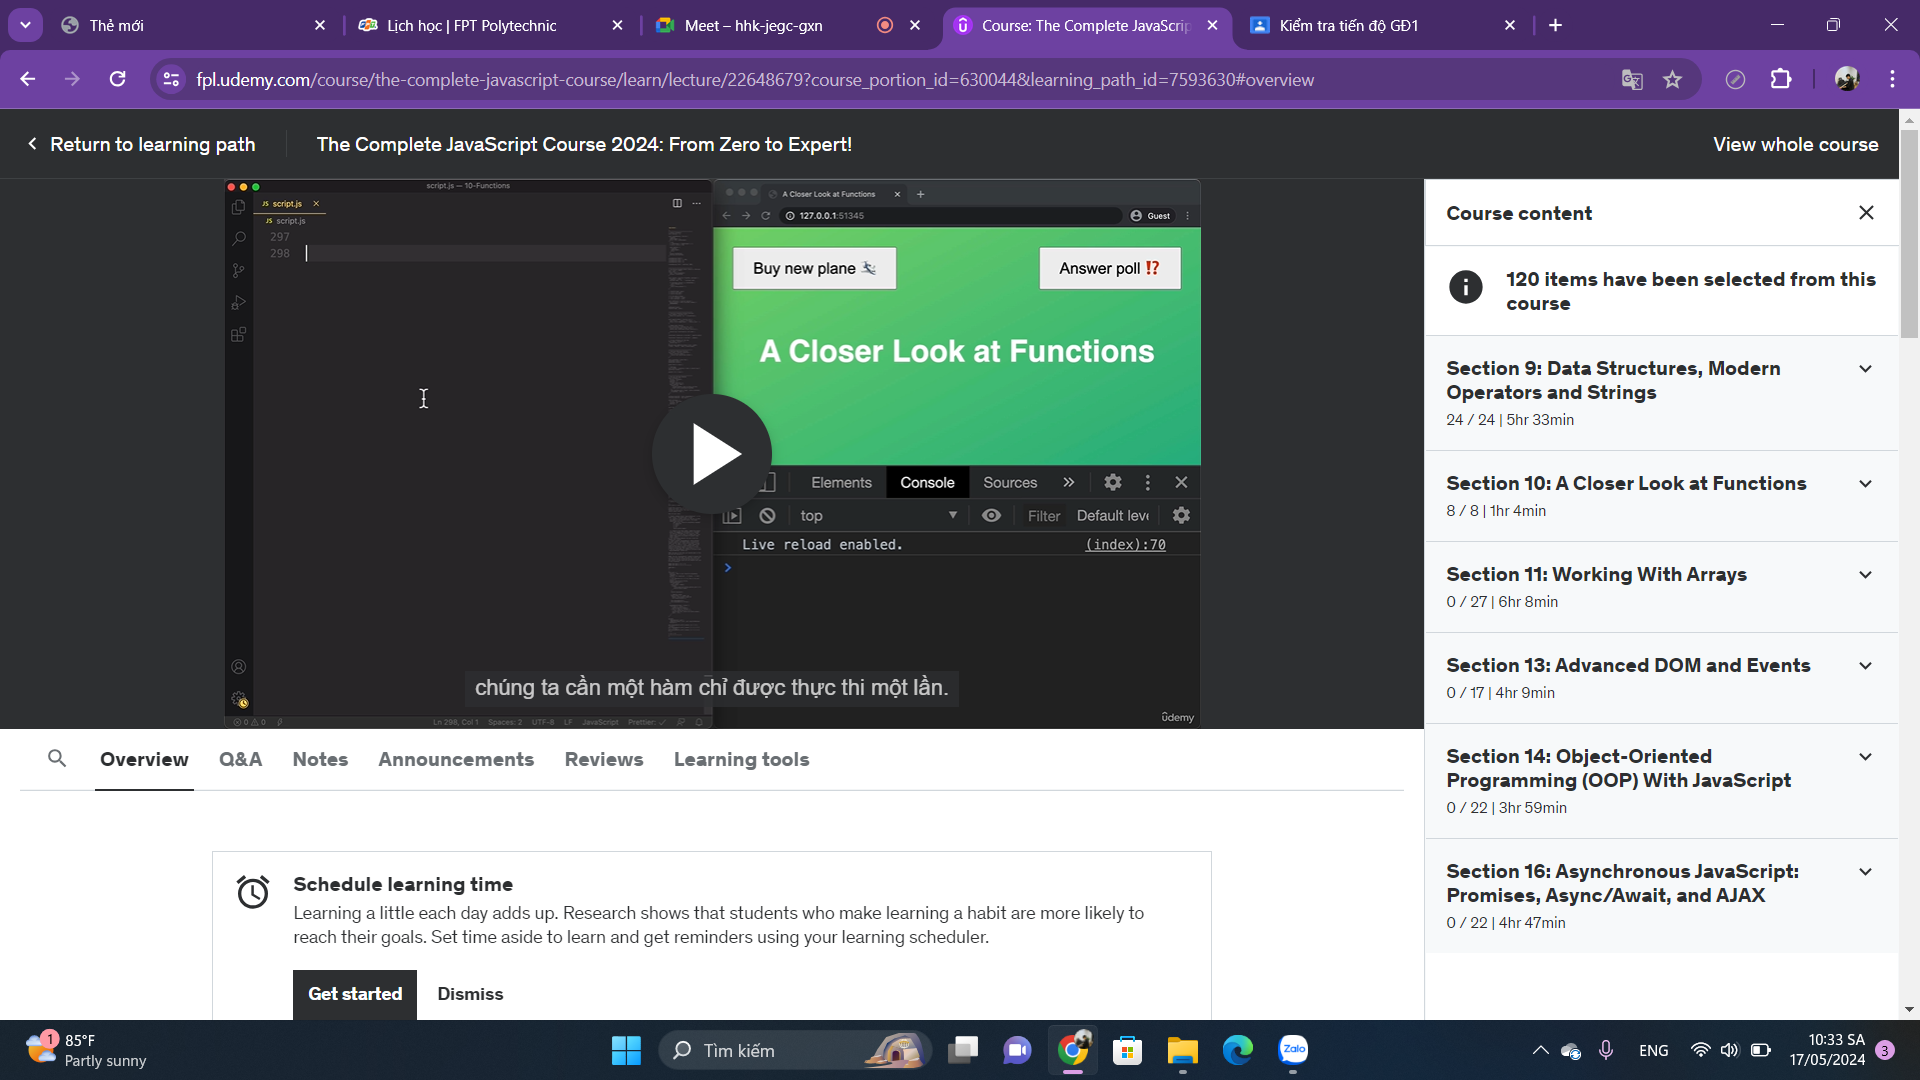 Thẻ mới
Lịch học | FPT Polytechnic
Meet – hhk-jegc-gxn
Course: The Complete JavaScrip
Kiểm tra tiến độ GĐ1
fpl.udemy.com/course/the-complete-javascript-course/learn/lecture/22648679?course_portion_id=630044&learning_path_id=7593630#overview
Return to learning path
The Complete JavaScript Course 2024: From Zero to Expert!
View whole course
script.js — 10-Functions
JS script.js
JS script.js
297
298
A Closer Look at Functions
127.0.0.1:51345
Guest
Buy new plane
Answer poll ⁉️
A Closer Look at Functions
Elements
Console
Sources
top
Filter
Default leve
Live reload enabled.
(index):70
chúng ta cần một hàm chỉ được thực thi một lần.
Ln 298, Col 1 Spaces: 2 UTF-8 LF JavaScript Prettier: ✓
ûdemy
Course content
120 items have been selected from this
course
Section 9: Data Structures, Modern
Operators and Strings
24 / 24 | 5hr 33min
Section 10: A Closer Look at Functions
8 / 8 | 1hr 4min
Section 11: Working With Arrays
0 / 27 | 6hr 8min
Section 13: Advanced DOM and Events
0 / 17 | 4hr 9min
Section 14: Object-Oriented
Programming (OOP) With JavaScript
0 / 22 | 3hr 59min
Section 16: Asynchronous JavaScript:
Promises, Async/Await, and AJAX
0 / 22 | 4hr 47min
Overview
Q&A
Notes
Announcements
Reviews
Learning tools
Schedule learning time
Learning a little each day adds up. Research shows that students who make learning a habit are more likely to
reach their goals. Set time aside to learn and get reminders using your learning scheduler.
Get started
Dismiss
1
85°F
Partly sunny
Tìm kiếm
Zalo
ENG
10:33 SA
17/05/2024
3